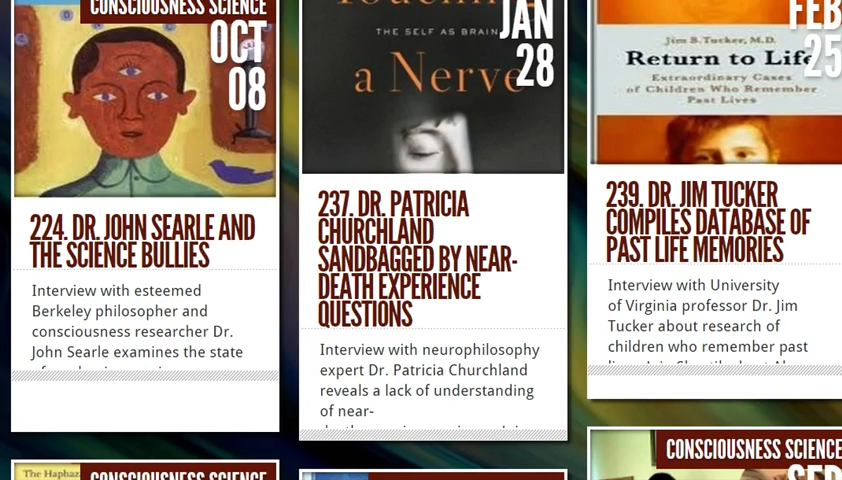 CONSCIOUSNESS SCIENCE
OCT
08
224. DR. JOHN SEARLE AND
THE SCIENCE BULLIES
Interview with esteemed
Berkeley philosopher and
consciousness researcher Dr.
John Searle examines the state
THE SELF AS BRAIN
a Nerve
JAN
28
237. DR. PATRICIA
CHURCHLAND
SANDBAGGED BY NEAR-
DEATH EXPERIENCE
QUESTIONS
Interview with neurophilosophy
expert Dr. Patricia Churchland
reveals a lack of understanding
of near-
Jim B. Tucker, M.D.
Return to Life
Extraordinary Cases
of Children Who Remember
Past Lives
FEB
25
239. DR. JIM TUCKER
COMPILES DATABASE OF
PAST LIFE MEMORIES
Interview with University
of Virginia professor Dr. Jim
Tucker about research of
children who remember past
The Haphaz
CONSCIOUSNESS SCIENCE
CONSCIOUSNESS SCIENCE
SEP